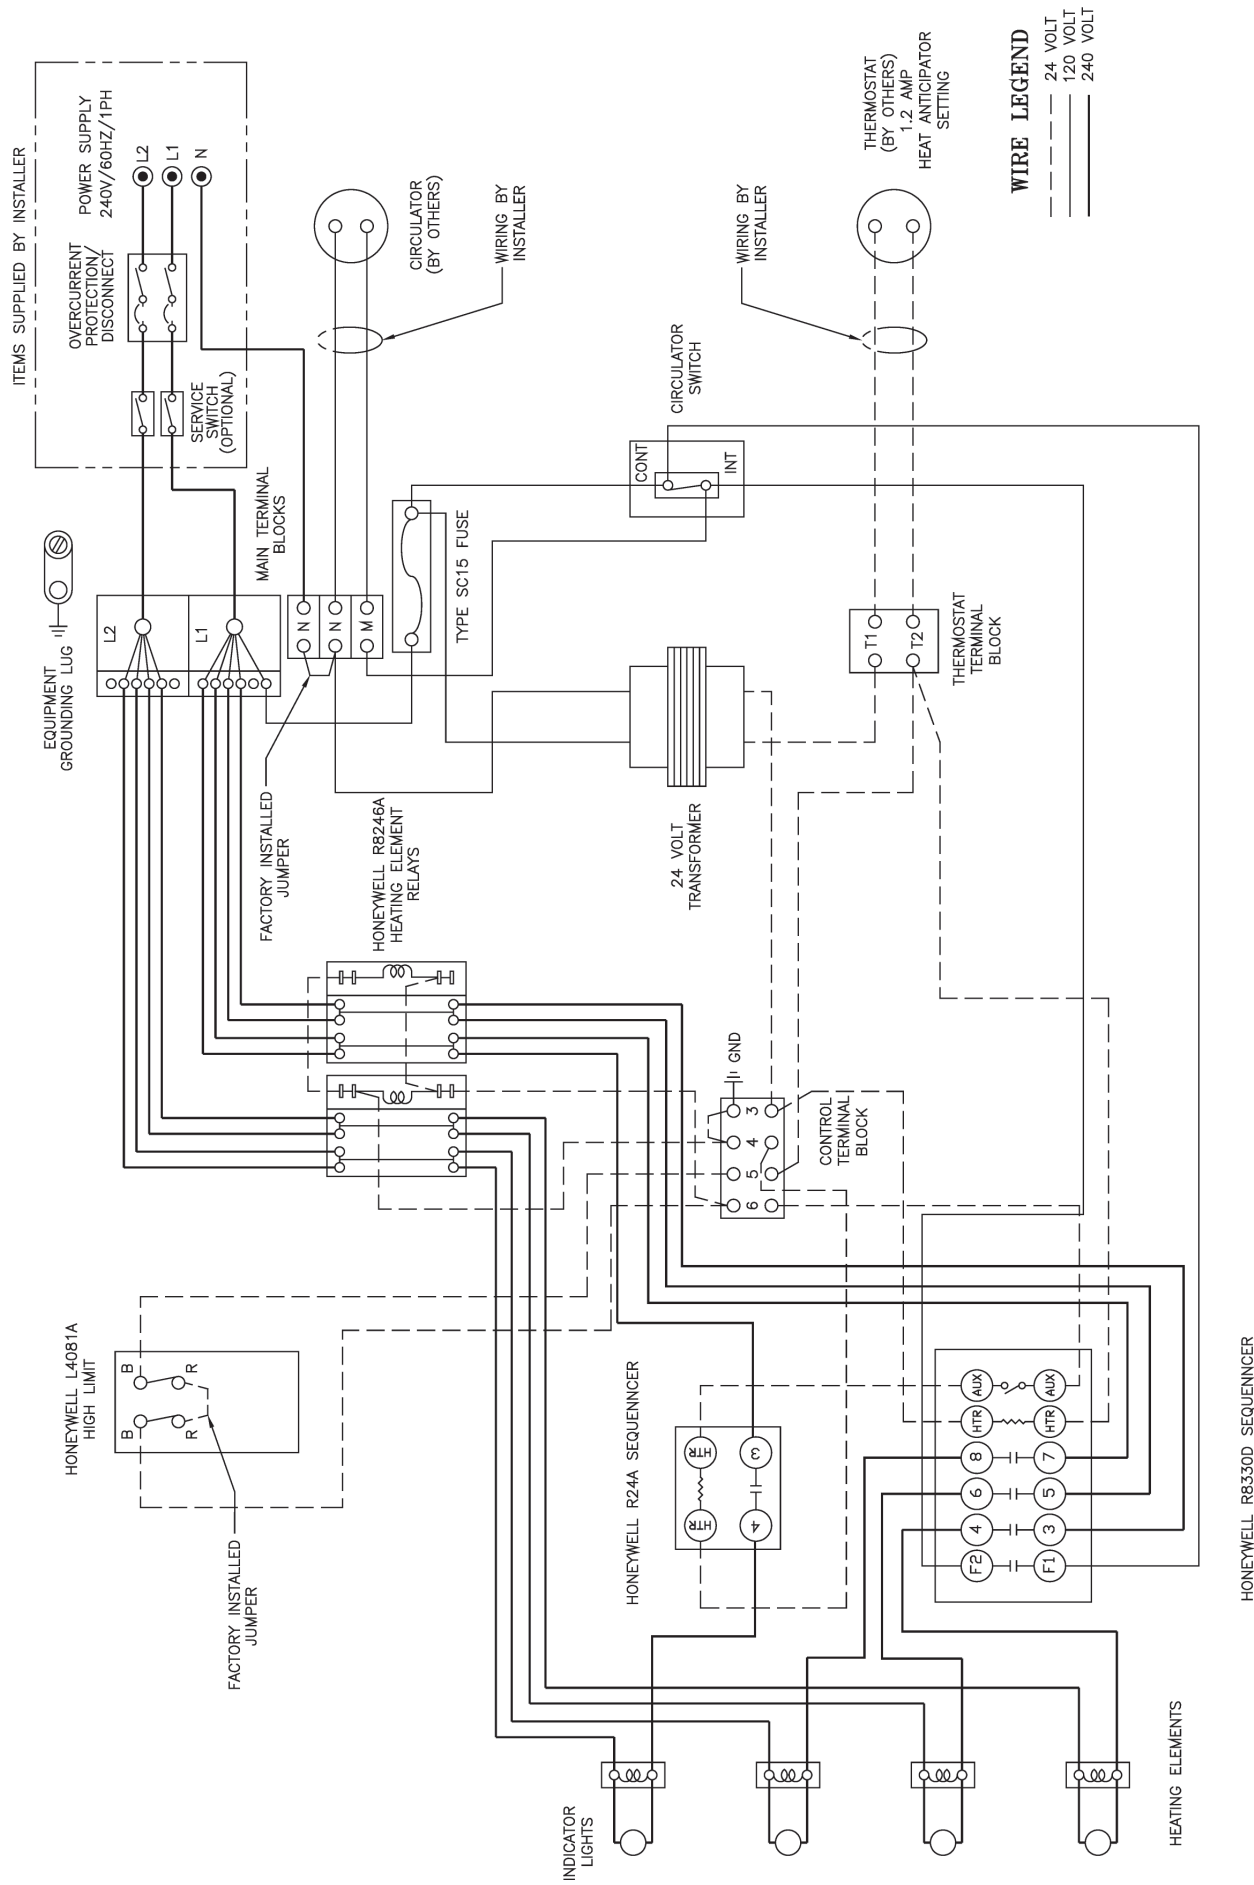 ITEMS SUPPLIED BY INSTALLER
POWER SUPPLY
240V/60HZ/1PH
L2
L1
N
OVERCURRENT
PROTECTION/
DISCONNECT
SERVICE
SWITCH
(OPTIONAL)
EQUIPMENT
GROUNDING LUG
MAIN TERMINAL
BLOCKS
L2
L1
N
N
M
CIRCULATOR
(BY OTHERS)
WIRING BY
INSTALLER
TYPE SC15 FUSE
FACTORY INSTALLED
JUMPER
HONEYWELL R8246A
HEATING ELEMENT
RELAYS
CIRCULATOR
SWITCH
CONT
INT
WIRING BY
INSTALLER
THERMOSTAT
(BY OTHERS)
1.2 AMP
HEAT ANTICIPATOR
SETTING
WIRE LEGEND
24 VOLT
120 VOLT
240 VOLT
24 VOLT
TRANSFORMER
T1
T2
THERMOSTAT
TERMINAL
BLOCK
GND
6
5
4
3
CONTROL
TERMINAL
BLOCK
HONEYWELL L4081A
HIGH LIMIT
B
B
R
R
FACTORY INSTALLED
JUMPER
HONEYWELL R24A SEQUENNCER
HTR
HTR
4
3
HONEYWELL R8330D SEQUENNCER
F2
4
6
8
HTR
AUX
F1
3
5
7
HTR
AUX
INDICATOR
LIGHTS
HEATING ELEMENTS